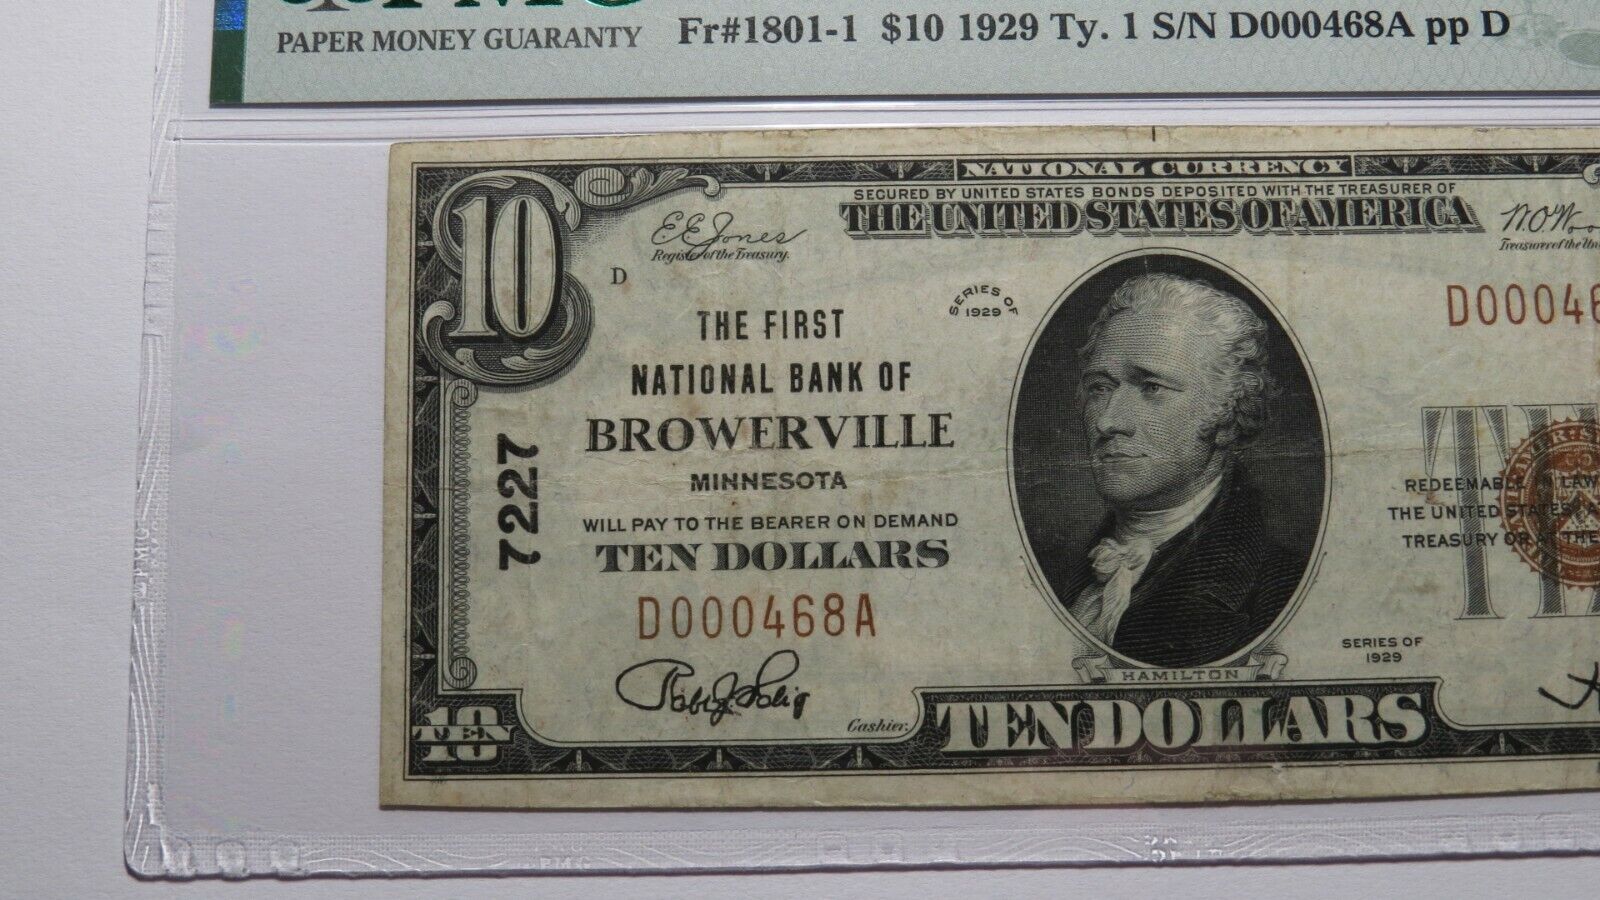 PAPER MONEY GUARANTY
Fr#1801-1 $10 1929 Ty. 1 S/N D000468A pp D
NATIONAL CURRENCY
SECURED BY UNITED STATES BONDS DEPOSITED WITH THE TREASURER OF
THE UNITED STATES OF AMERICA
10
E E Jones
Register of the Treasury.
W.O. Woo
Treasurer of the Un
D
SERIES OF
1929
D00046
THE FIRST
NATIONAL BANK OF
BROWERVILLE
MINNESOTA
7227
WILL PAY TO THE BEARER ON DEMAND
TEN DOLLARS
D000468A
REDEEMABLE IN LAW
THE UNITED STATES
TREASURY OR AT THE
SERIES OF
1929
HAMILTON
Cashier.
10
TEN
TEN DOLLARS
PMG
PMG